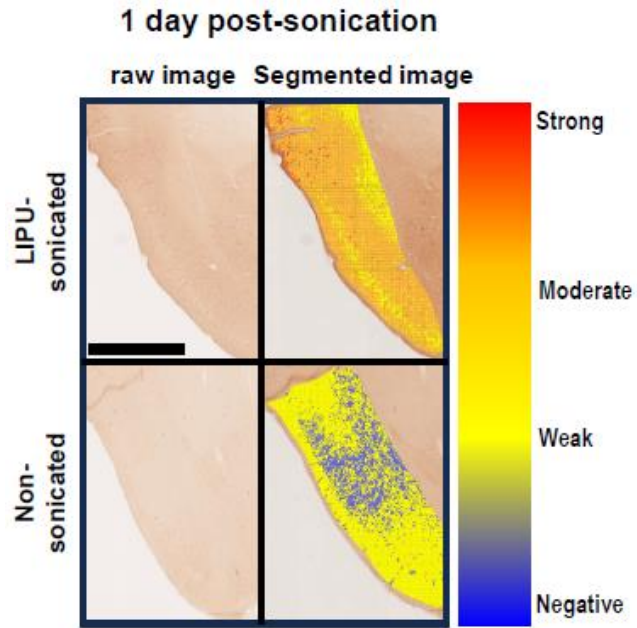 1 day post-sonication
raw image Segmented image
LIPU-
sonicated
Non-
sonicated
Strong
Moderate
Weak
Negative